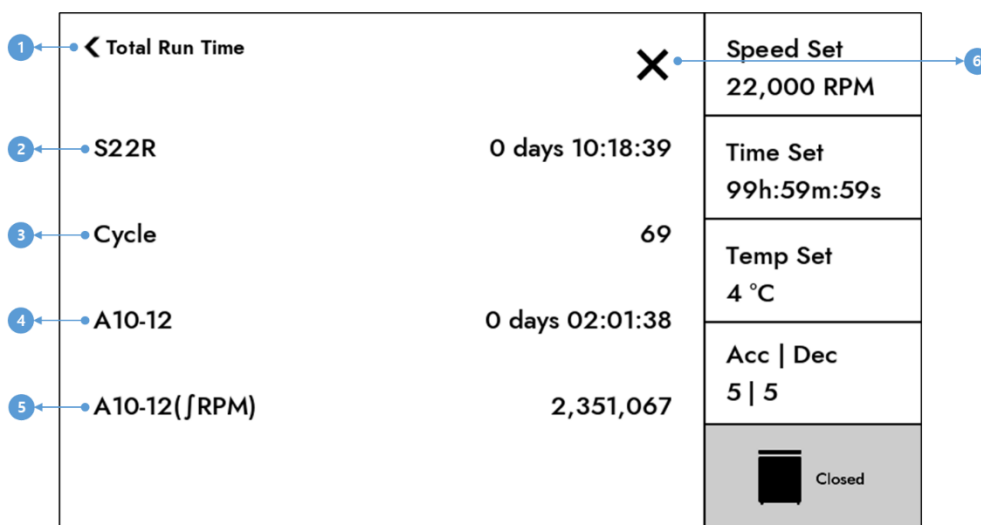 1
Total Run Time
6
2
S22R 0 days 10:18:39
3
Cycle 69
4
A10-12 0 days 02:01:38
5
A10-12(∫RPM) 2,351,067
Speed Set
22,000 RPM
Time Set
99h:59m:59s
Temp Set
4 °C
Acc | Dec
5 | 5
Closed